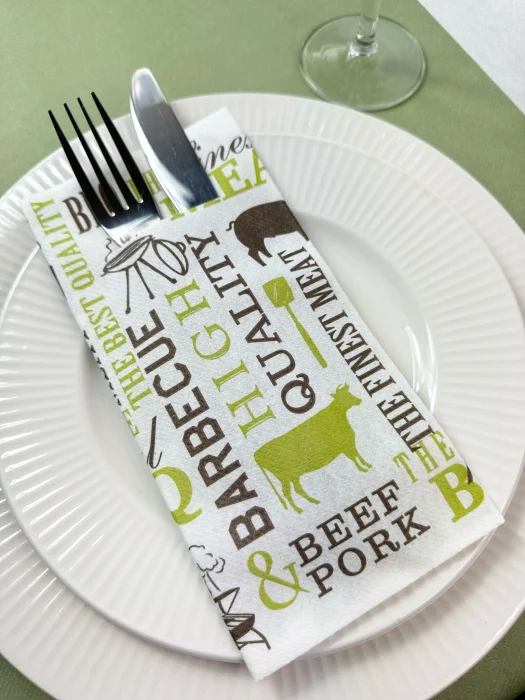 THE BEST QUALITY
BARBECUE
HIGH
QUALITY
THE FINEST MEAT
THE
B
& BEEF
PORK